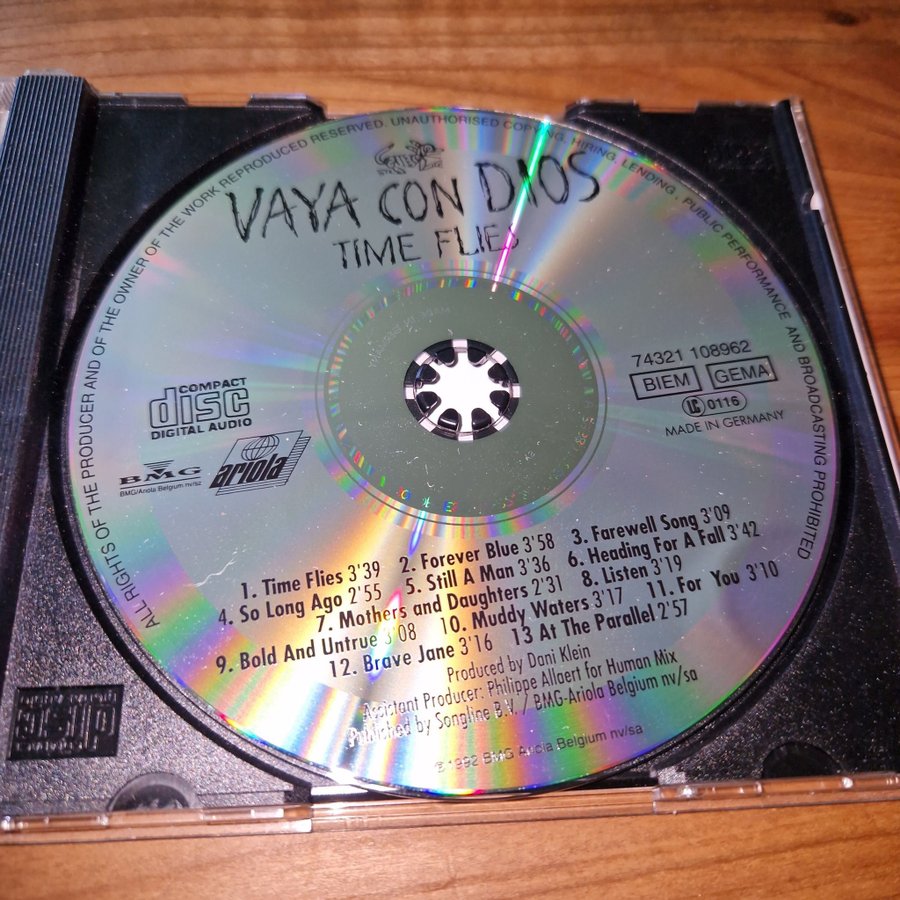 ALL RIGHTS OF THE PRODUCER AND OF THE OWNER OF THE WORK REPRODUCED RESERVED. UNAUTHORISED COPYING, HIRING, LENDING, PUBLIC PERFORMANCE AND BROADCASTING PROHIBITED
VAYA CON DIOS
TIME FLIES
74321 108962
BIEM GEMA
LC 0116
MADE IN GERMANY
COMPACT
disc
DIGITAL AUDIO
BMG
BMG/Ariola Belgium nv/sa
ariola
1. Time Flies 3'39 2. Forever Blue 3'58 3. Farewell Song 3'09
4. So Long Ago 2'55 5. Still A Man 3'36 6. Heading For A Fall 3'42
7. Mothers and Daughters 2'31 8. Listen 3'19
9. Bold And Untrue 3'08 10. Muddy Waters 3'17 11. For You 3'10
12. Brave Jane 3'16 13 At The Parallel 2'57
Produced by Dani Klein
Assistant Producer: Philippe Allaert for Human Mix
Published by Songline B.V. / BMG-Ariola Belgium nv/sa
℗ 1992 BMG Ariola Belgium nv/sa